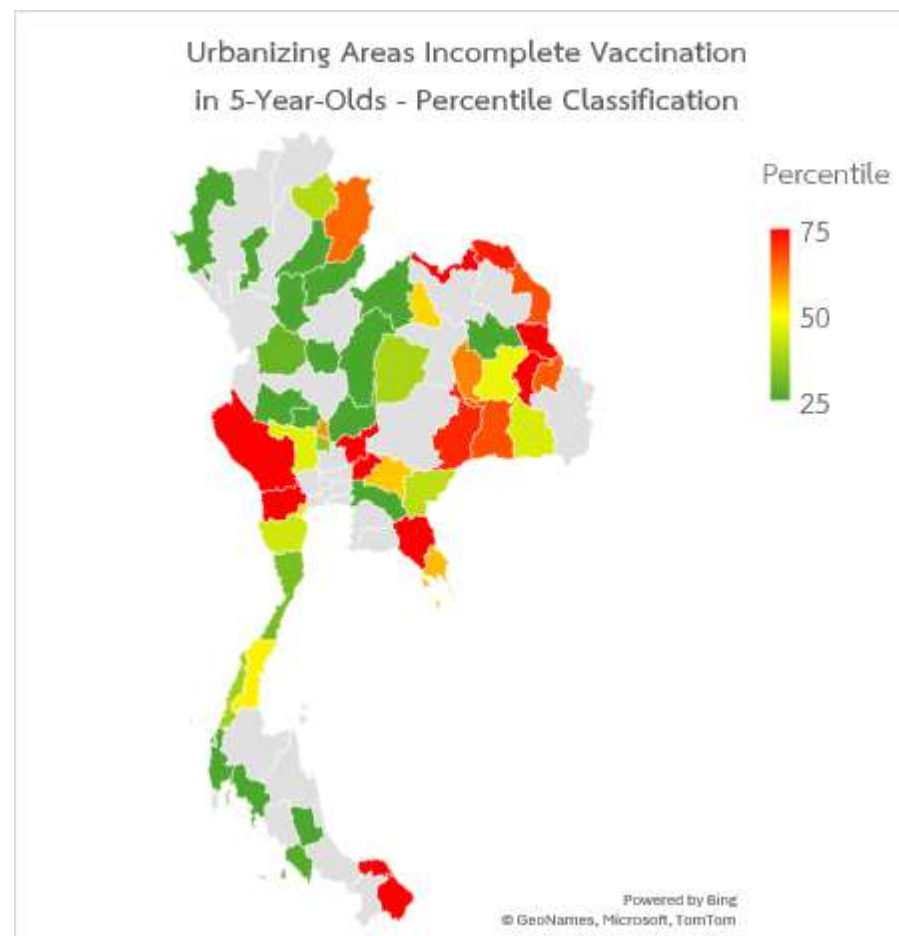 Urbanizing Areas Incomplete Vaccination
in 5-Year-Olds - Percentile Classification
Percentile
75
50
25
Powered by Bing
© GeoNames, Microsoft, TomTom